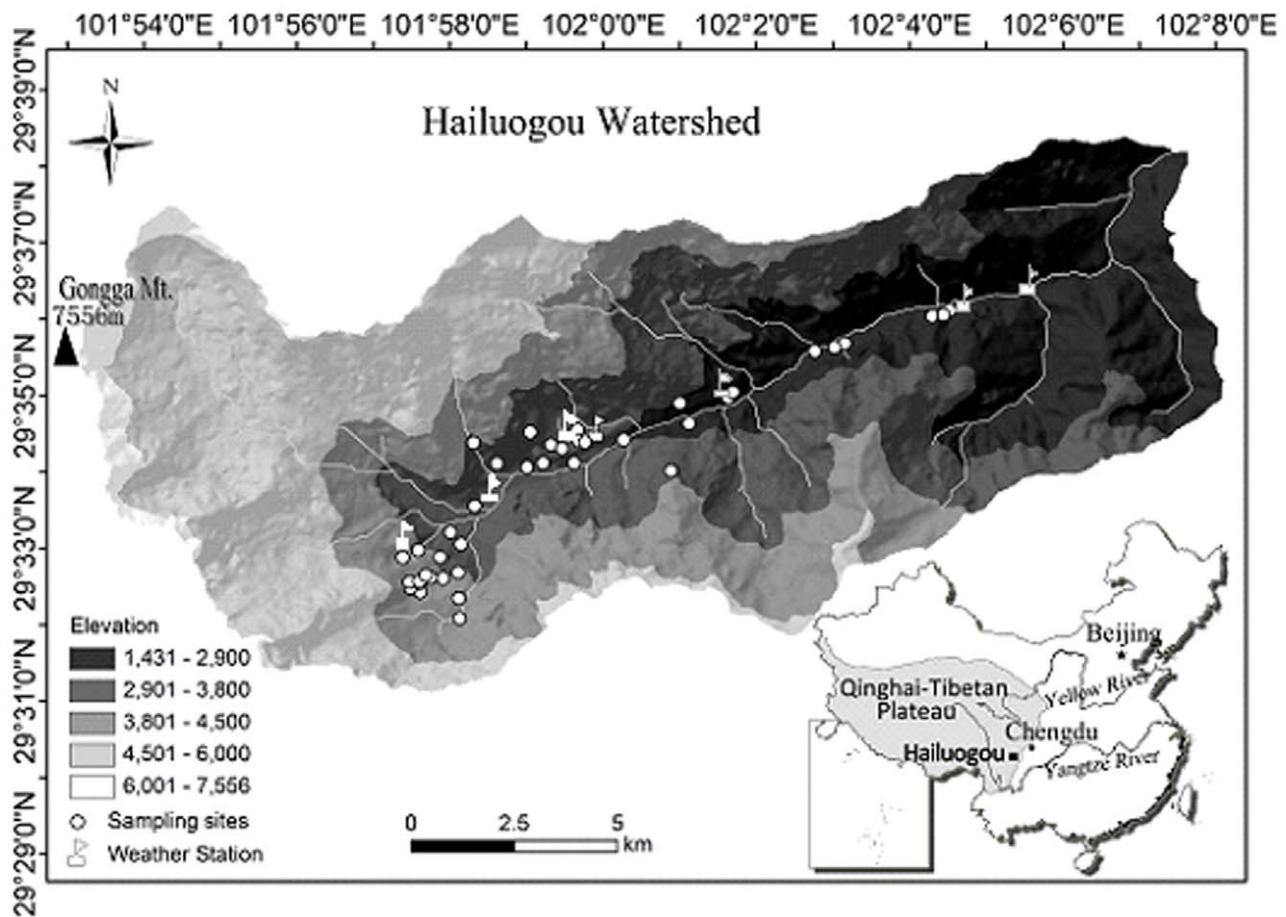 101°54'0"E 101°56'0"E 101°58'0"E 102°0'0"E 102°2'0"E 102°4'0"E 102°6'0"E 102°8'0"E
29°39'0"N
29°37'0"N
29°35'0"N
29°33'0"N
29°31'0"N
29°29'0"N
N
Hailuogou Watershed
Gongga Mt.
7556m
Elevation
1,431 - 2,900
2,901 - 3,800
3,801 - 4,500
4,501 - 6,000
6,001 - 7,556
Sampling sites
Weather Station
0 2.5 5
km
Beijing
Yellow River
Qinghai-Tibetan
Plateau
Chengdu
Hailuogou
Yangtze River